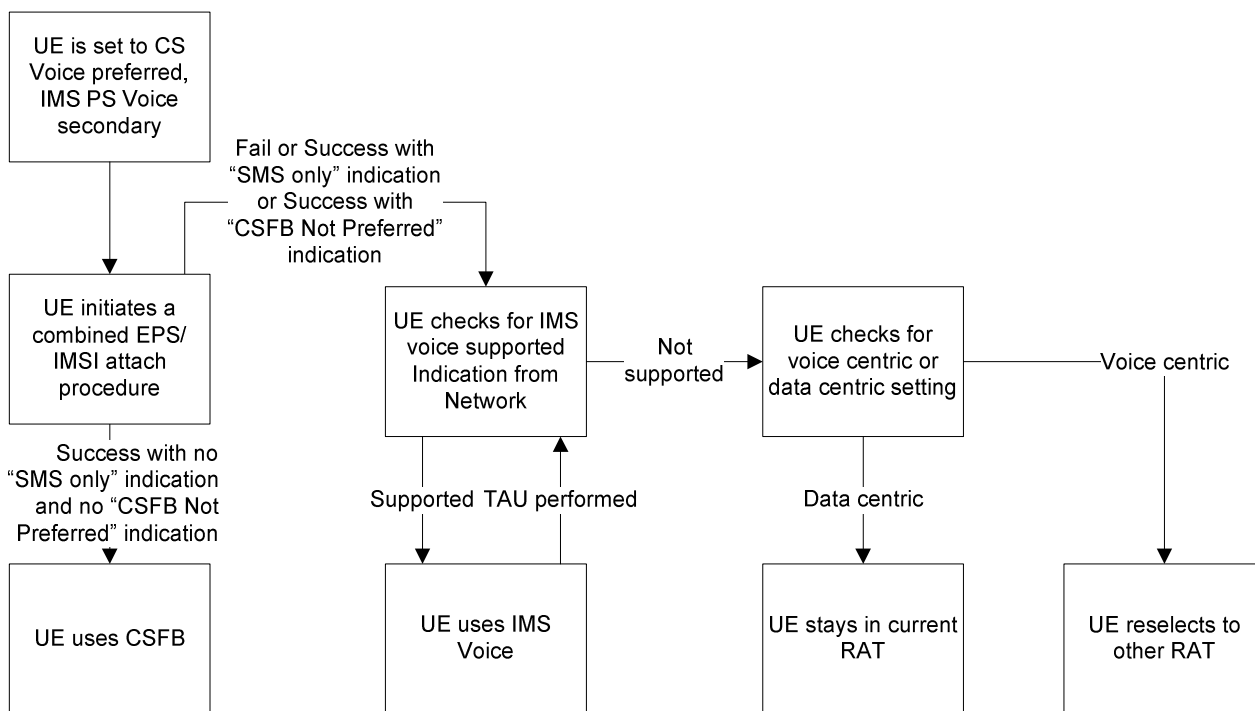 UE is set to CS
Voice preferred,
IMS PS Voice
secondary
Fail or Success with
“SMS only” indication
or Success with
“CSFB Not Preferred”
indication
UE initiates a
combined EPS/
IMSI attach
procedure
UE checks for IMS
voice supported
Indication from
Network
Not
supported
UE checks for
voice centric or
data centric setting
Voice centric
Success with no
“SMS only” indication
and no “CSFB Not
Preferred” indication
Supported
TAU performed
Data centric
UE uses CSFB
UE uses IMS
Voice
UE stays in current
RAT
UE reselects to
other RAT